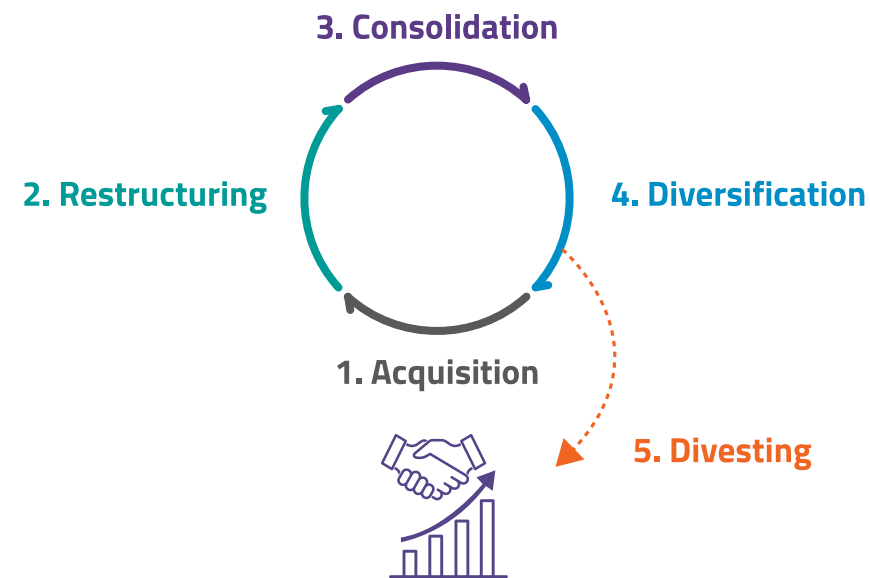 3. Consolidation
2. Restructuring
4. Diversification
1. Acquisition
5. Divesting